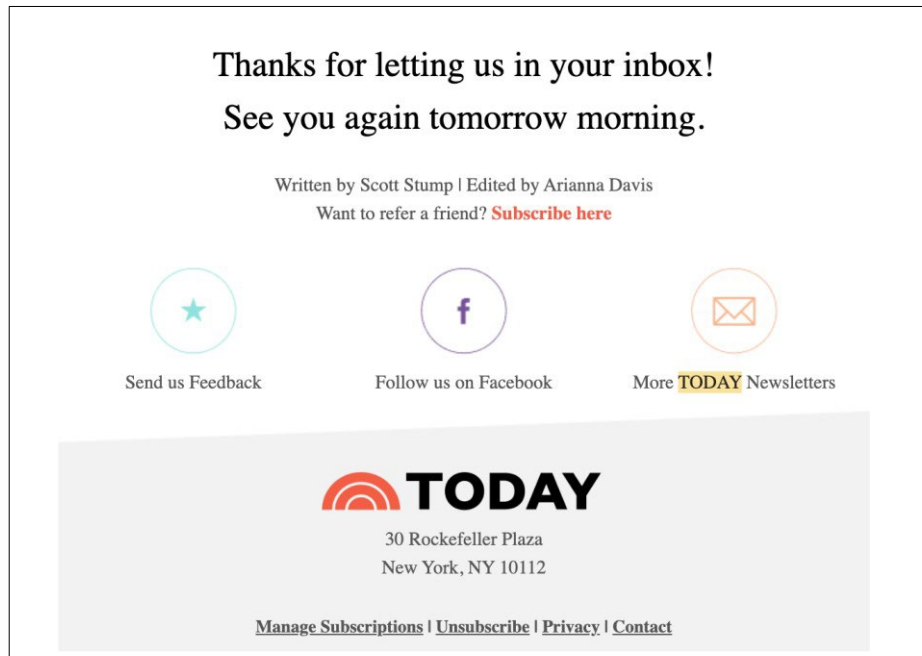 Thanks for letting us in your inbox!
See you again tomorrow morning.
Written by Scott Stump | Edited by Arianna Davis
Want to refer a friend? Subscribe here
Send us Feedback
Follow us on Facebook
More TODAY Newsletters
TODAY
30 Rockefeller Plaza
New York, NY 10112
Manage Subscriptions | Unsubscribe | Privacy | Contact